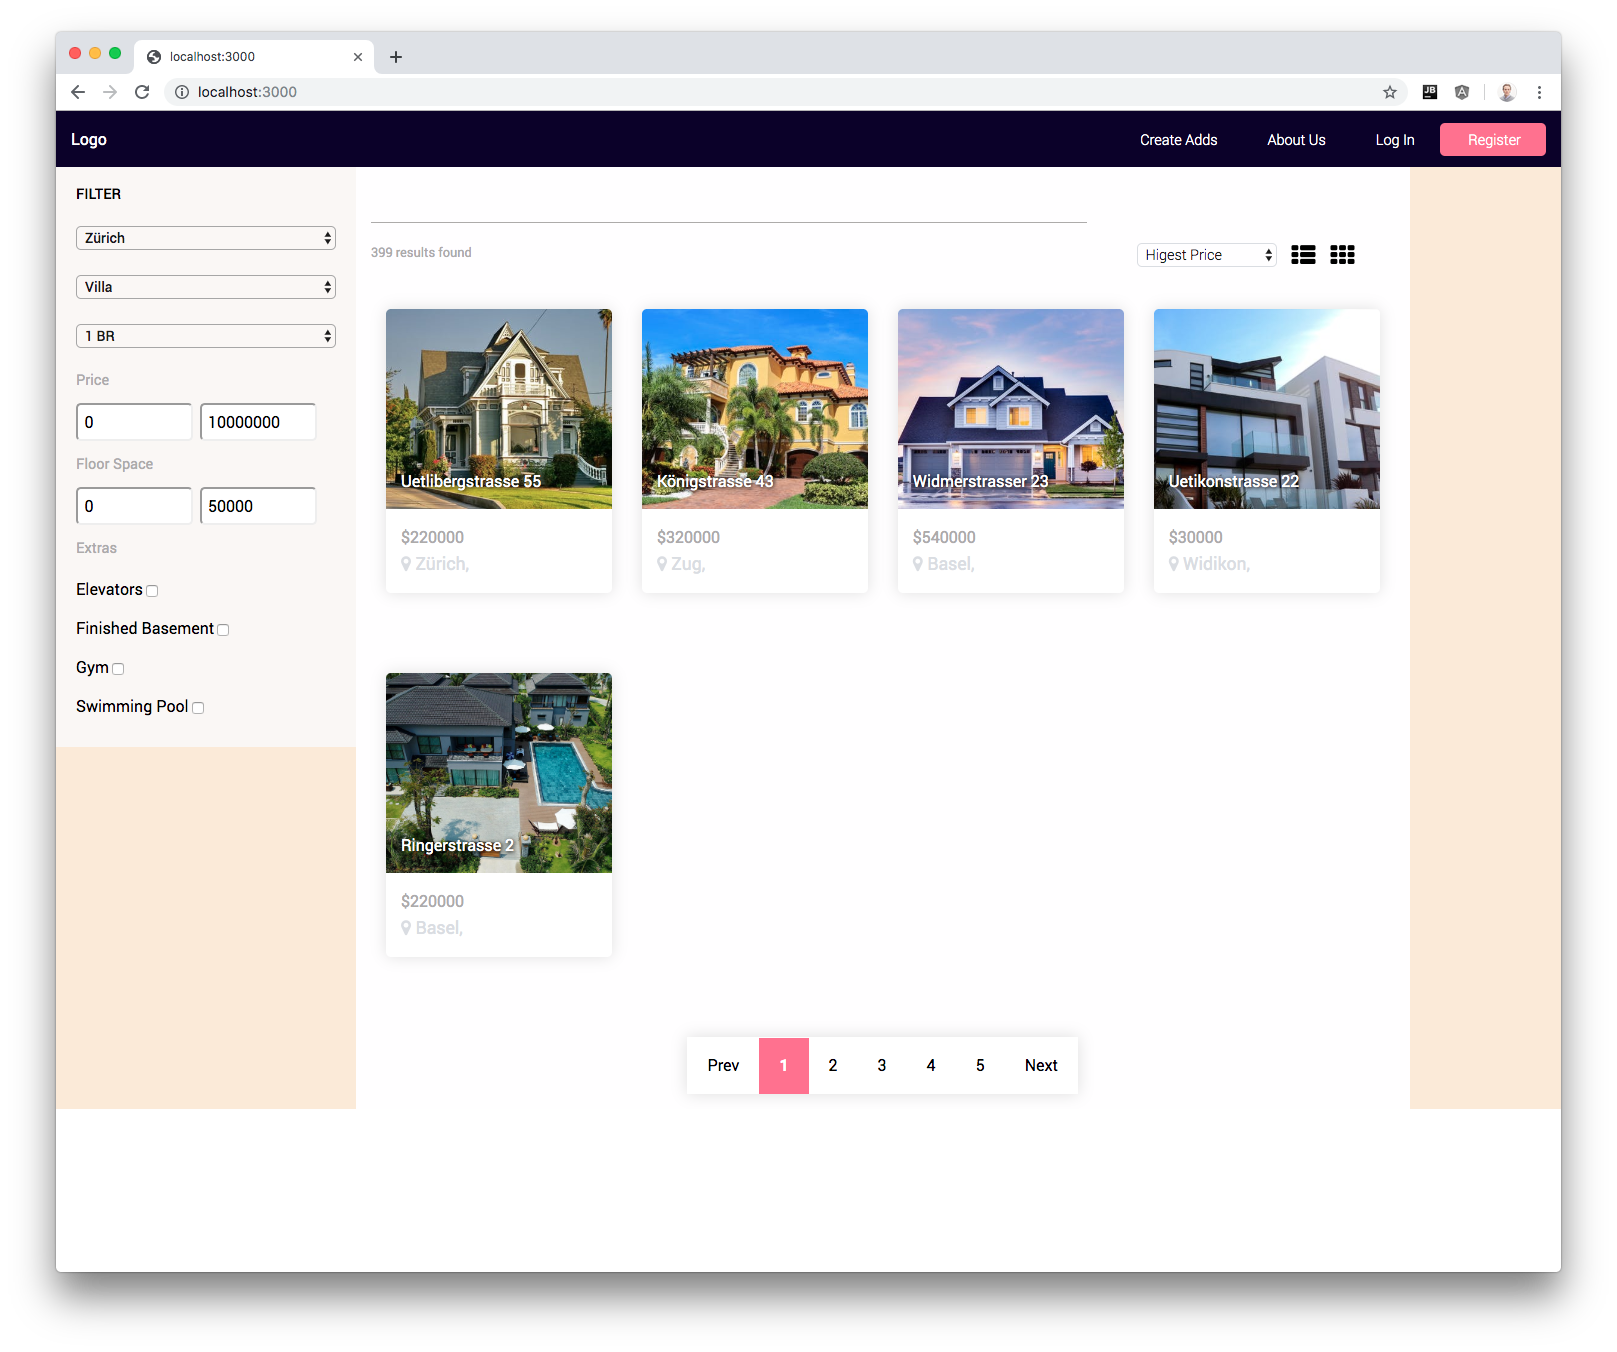 localhost:3000
localhost:3000
JB
A
Logo
Create Adds
About Us
Log In
Register
FILTER
Zürich
Villa
1 BR
Price
0
10000000
Floor Space
0
50000
Extras
Elevators
Finished Basement
Gym
Swimming Pool
399 results found
Higest Price
Uetlibergstrasse 55
$220000
Zürich,
Königstrasse 43
$320000
Zug,
Widmerstrasser 23
$540000
Basel,
Uetikonstrasse 22
$30000
Widikon,
Ringerstrasse 2
$220000
Basel,
Prev 1 2 3 4 5 Next